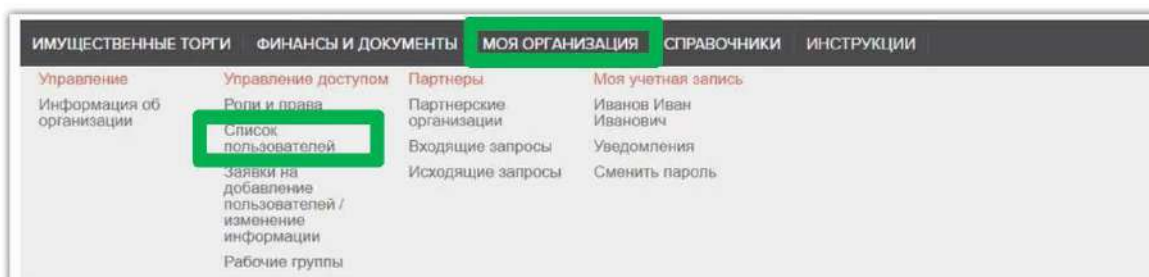 ИМУЩЕСТВЕННЫЕ ТОРГИ ФИНАНСЫ И ДОКУМЕНТЫ МОЯ ОРГАНИЗАЦИЯ СПРАВОЧНИКИ ИНСТРУКЦИИ
Управление
Информация об
организации
Управление доступом
Роли и права
Список
пользователей
Заявки на
добавление
пользователей /
изменение
информации
Рабочие группы
Партнеры
Партнерские
организации
Входящие запросы
Исходящие запросы
Моя учетная запись
Иванов Иван
Иванович
Уведомления
Сменить пароль